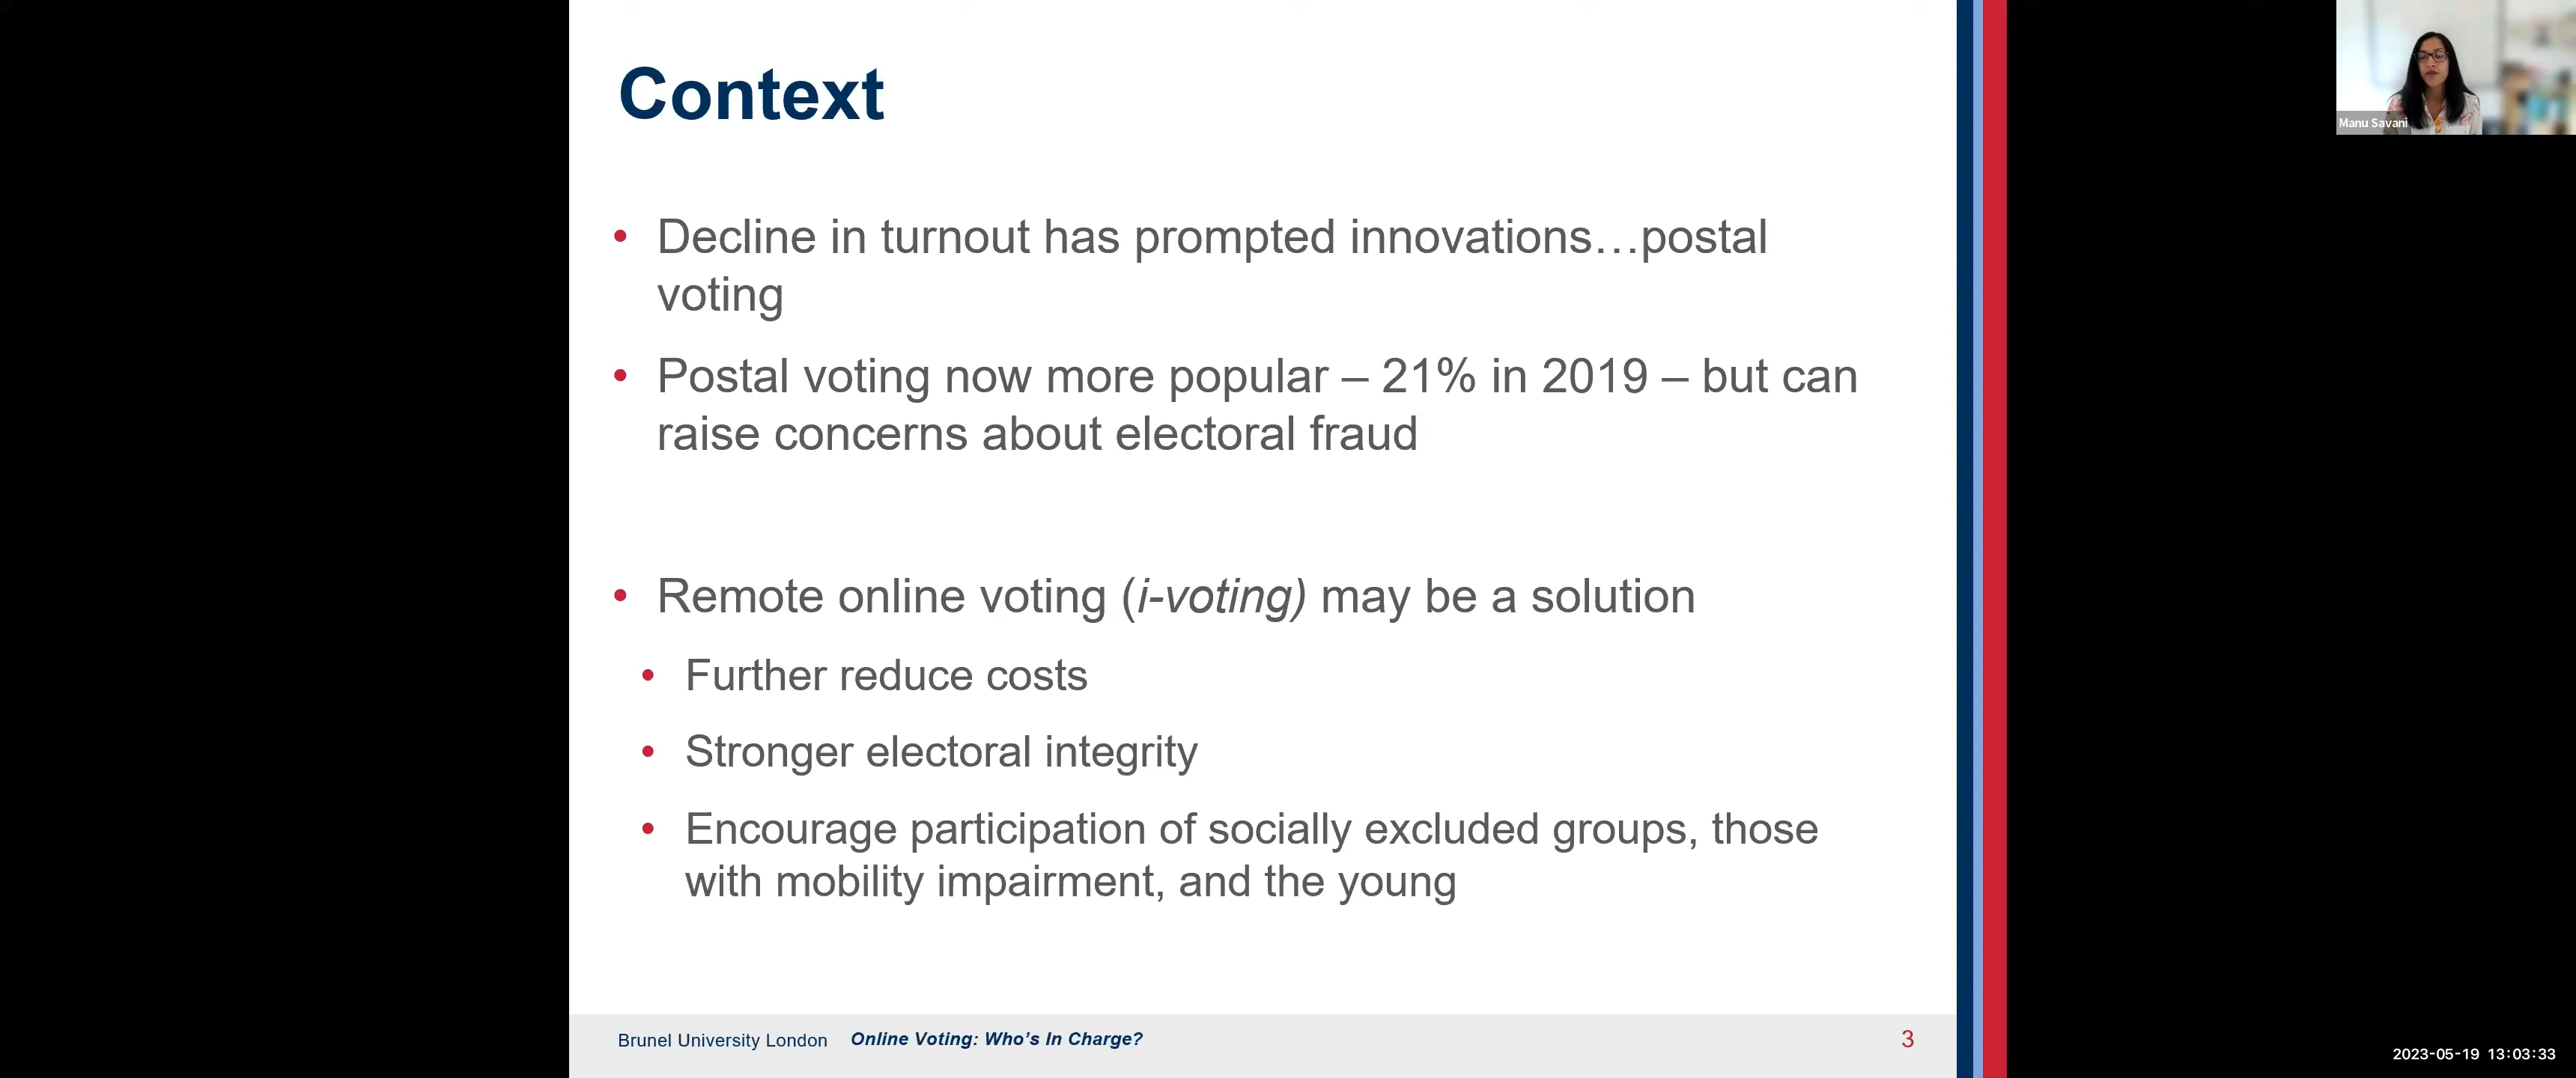 Context
• Decline in turnout has prompted innovations…postal
voting
• Postal voting now more popular – 21% in 2019 – but can
raise concerns about electoral fraud
• Remote online voting (i-voting) may be a solution
• Further reduce costs
• Stronger electoral integrity
• Encourage participation of socially excluded groups, those
with mobility impairment, and the young
Brunel University London Online Voting: Who's In Charge? 3
Manu Savani
2023-05-19 13:03:33